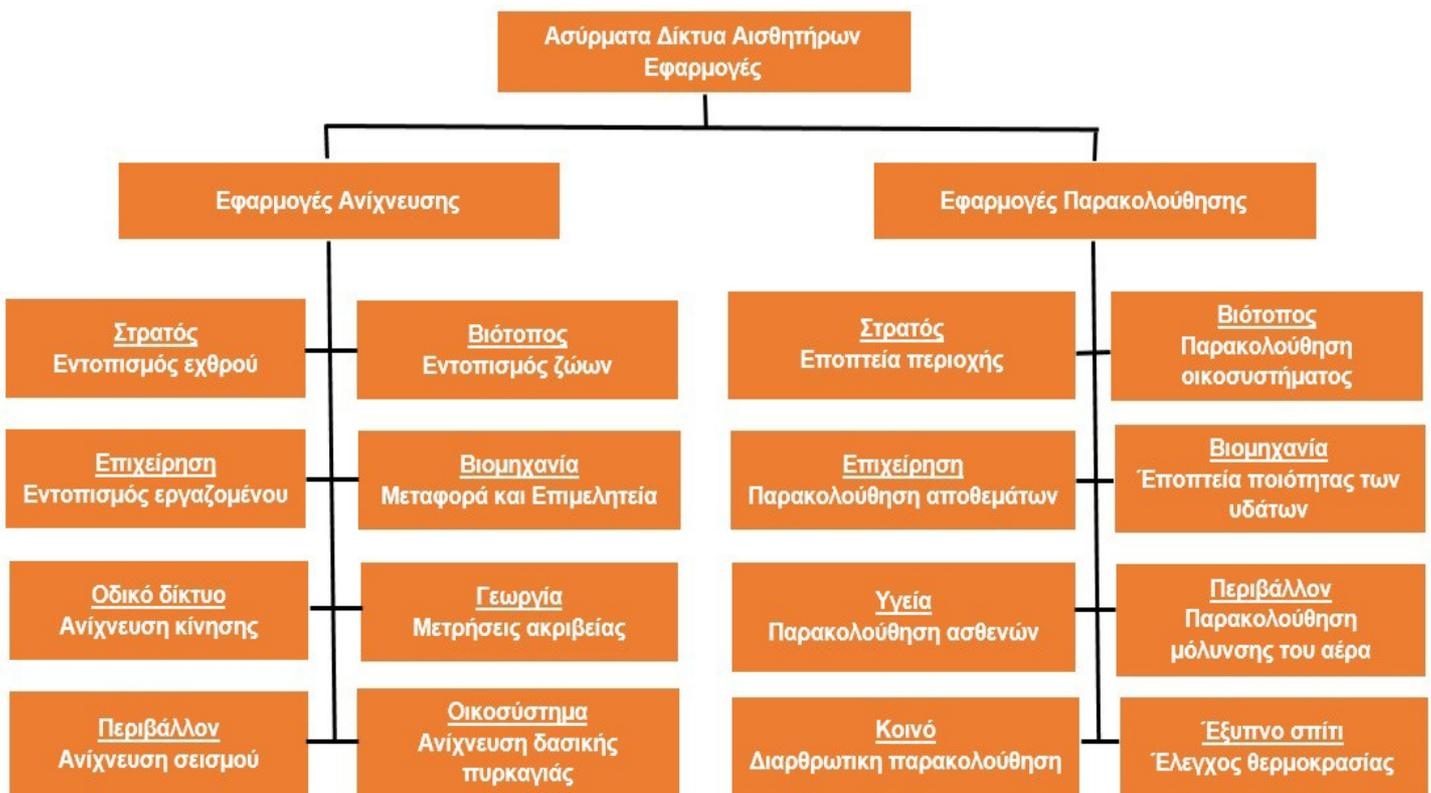 Ασύρματα Δίκτυα Αισθητήρων
Εφαρμογές
Εφαρμογές Ανίχνευσης
Εφαρμογές Παρακολούθησης
Στρατός
Εντοπισμός εχθρού
Βιότοπος
Εντοπισμός ζώων
Στρατός
Εποπτεία περιοχής
Βιότοπος
Παρακολούθηση
οικοσυστήματος
Επιχείρηση
Εντοπισμός εργαζομένου
Βιομηχανία
Μεταφορά και Επιμελητεία
Επιχείρηση
Παρακολούθηση αποθεμάτων
Βιομηχανία
Έποπτεία ποιότητας των
υδάτων
Οδικό δίκτυο
Ανίχνευση κίνησης
Γεωργία
Μετρήσεις ακριβείας
Υγεία
Παρακολούθηση ασθενών
Περιβάλλον
Παρακολούθηση
μόλυνσης του αέρα
Περιβάλλον
Ανίχνευση σεισμού
Οικοσύστημα
Ανίχνευση δασικής
πυρκαγιάς
Κοινό
Διαρθρωτικη παρακολούθηση
Έξυπνο σπίτι
Έλεγχος θερμοκρασίας